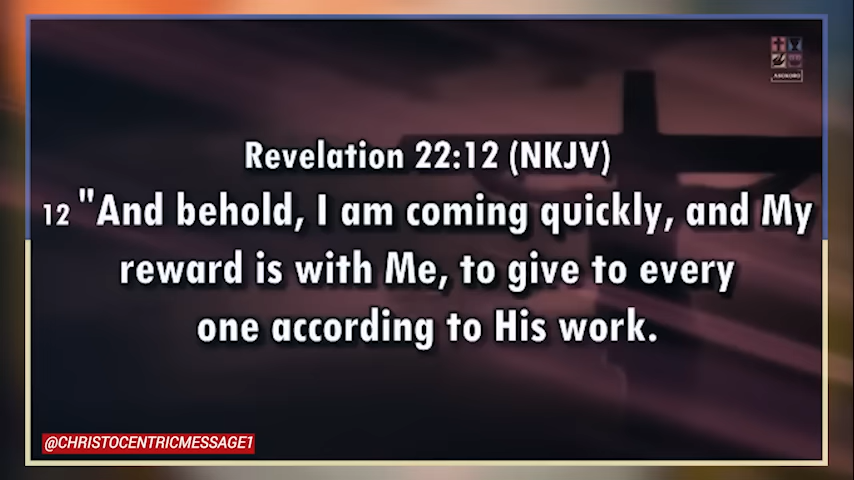 ASOKORO
Revelation 22:12 (NKJV)
12 "And behold, I am coming quickly, and My
reward is with Me, to give to every
one according to His work.
@CHRISTOCENTRICMESSAGE1